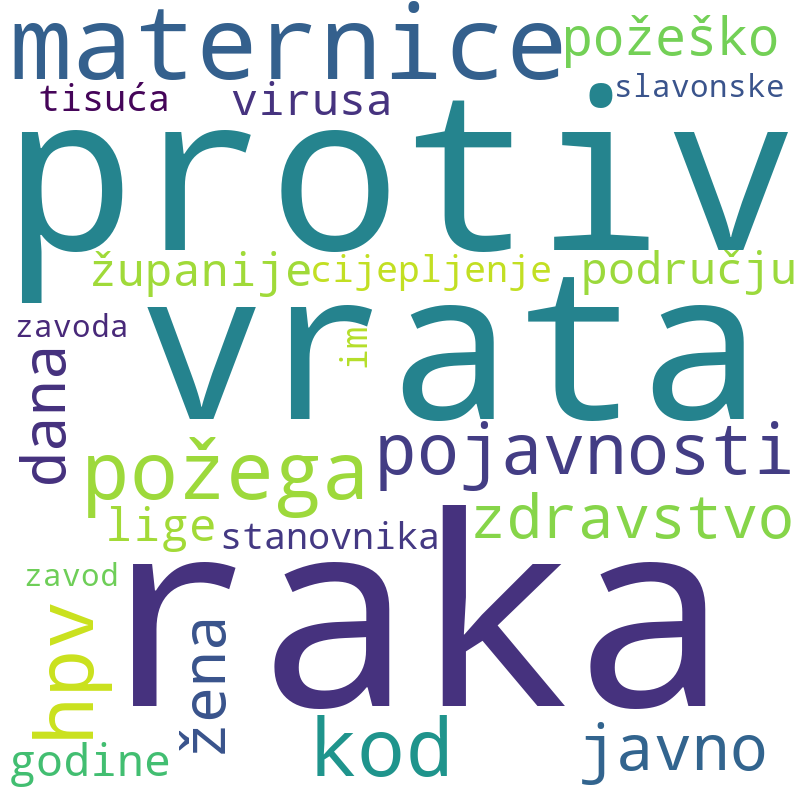 maternice
požeško
tisuća
virusa
slavonske
protiv
županije
cijepljenje
području
zavoda
vrata
im
dana
požega
pojavnosti
lige
stanovnika
zdravstvo
zavod
raka
hpv
žena
godine
kod
javno